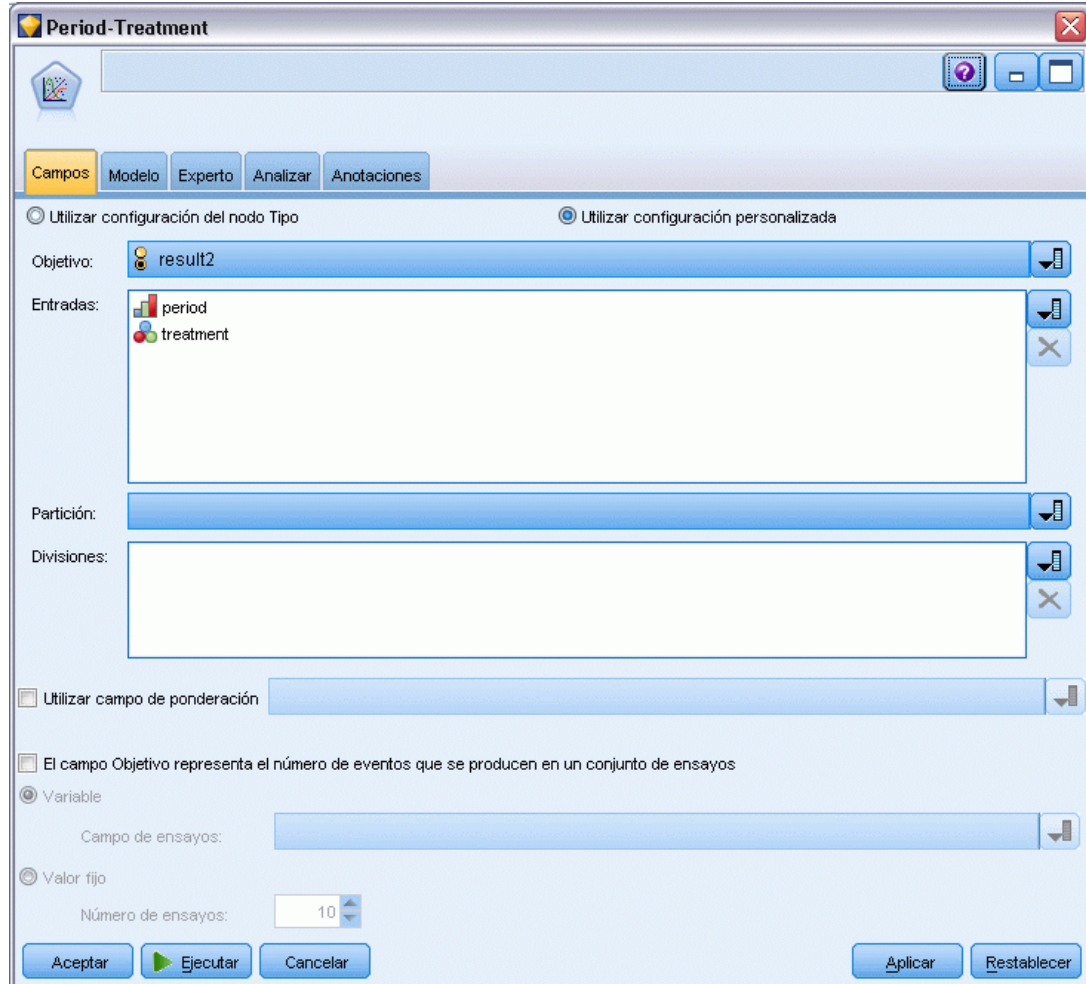 Period-Treatment
Campos Modelo Experto Analizar Anotaciones
Utilizar configuración del nodo Tipo Utilizar configuración personalizada
Objetivo: result2
Entradas: period
treatment
Partición:
Divisiones:
Utilizar campo de ponderación
El campo Objetivo representa el número de eventos que se producen en un conjunto de ensayos
Variable
Campo de ensayos:
Valor fijo
Número de ensayos: 10
Aceptar Ejecutar Cancelar Aplicar Restablecer